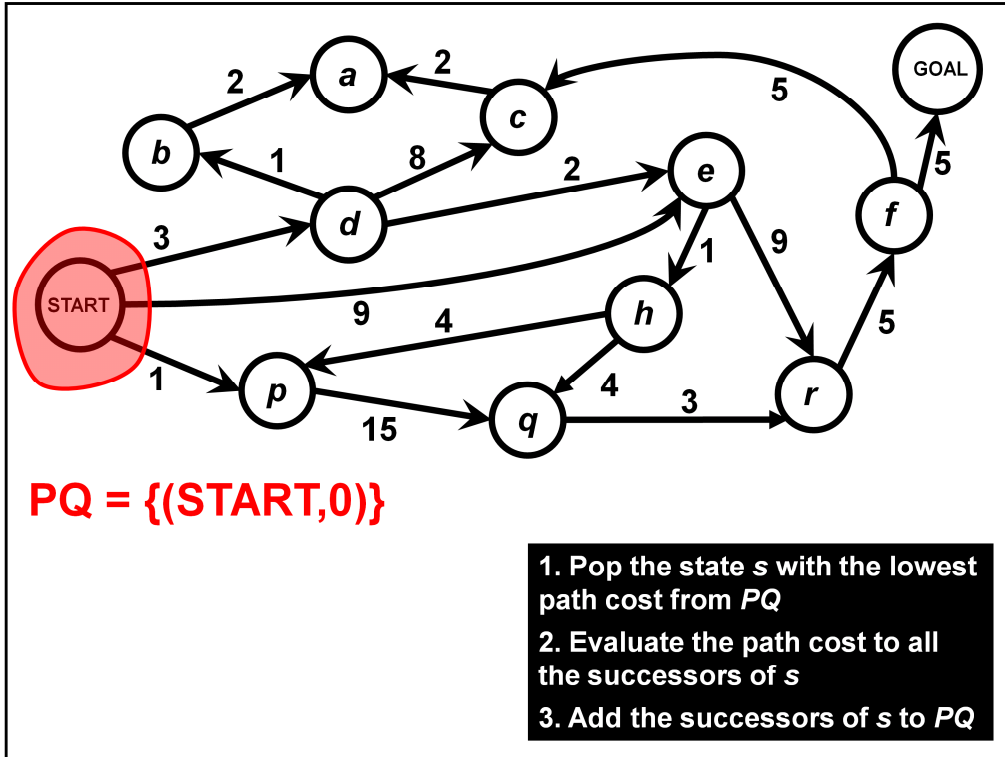 GOAL
2
a
2
5
c
b
1
8
2
e
5
3
d
f
9
START
9
1
h
4
5
1
p
4
r
15
q
3
PQ = {(START,0)}
1. Pop the state s with the lowest
path cost from PQ
2. Evaluate the path cost to all
the successors of s
3. Add the successors of s to PQ